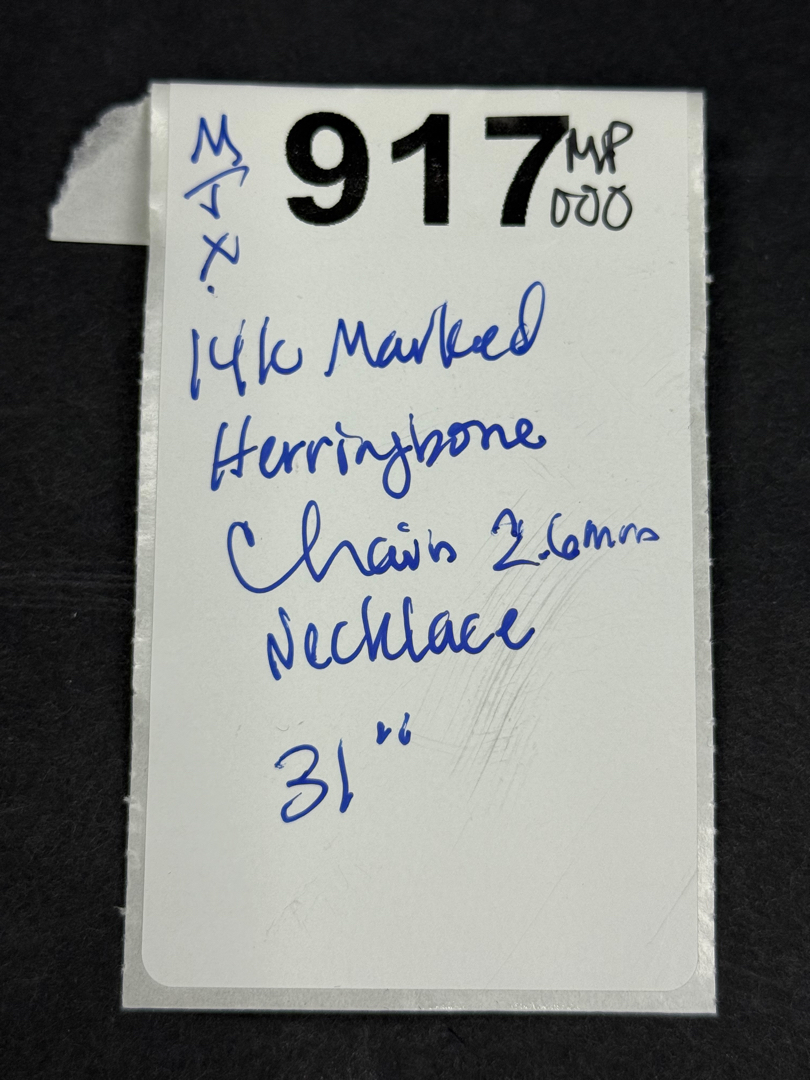 M
J
X.
917
MP
000
14k Marked
Herringbone
Chain 2.6mm
Necklace
31"